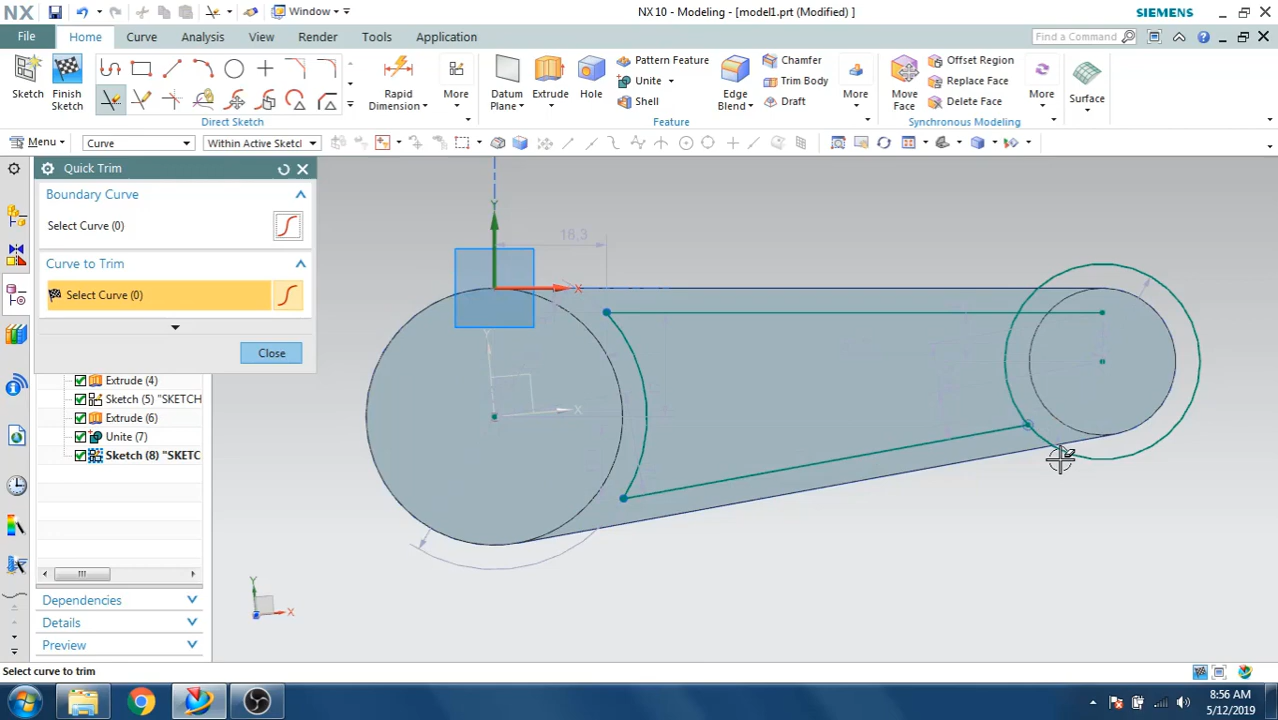 NX
Window
NX 10 - Modeling - [model1.prt (Modified) ]
SIEMENS
File
Home
Curve
Analysis
View
Render
Tools
Application
Find a Command
Sketch
Finish
Sketch
Rapid
Dimension
More
Datum
Plane
Extrude
Hole
Pattern Feature
Unite
Shell
Edge
Blend
Chamfer
Trim Body
Draft
More
Move
Face
Offset Region
Replace Face
Delete Face
More
Surface
Direct Sketch
Feature
Synchronous Modeling
Menu
Curve
Within Active Sketcl
Quick Trim
Boundary Curve
Select Curve (0)
Curve to Trim
Select Curve (0)
Close
Extrude (4)
Sketch (5) "SKETCH
Extrude (6)
Unite (7)
Sketch (8) "SKETC
Dependencies
Details
Preview
Y
X
18,3
Y
X
Y
X
Select curve to trim
8:56 AM
5/12/2019